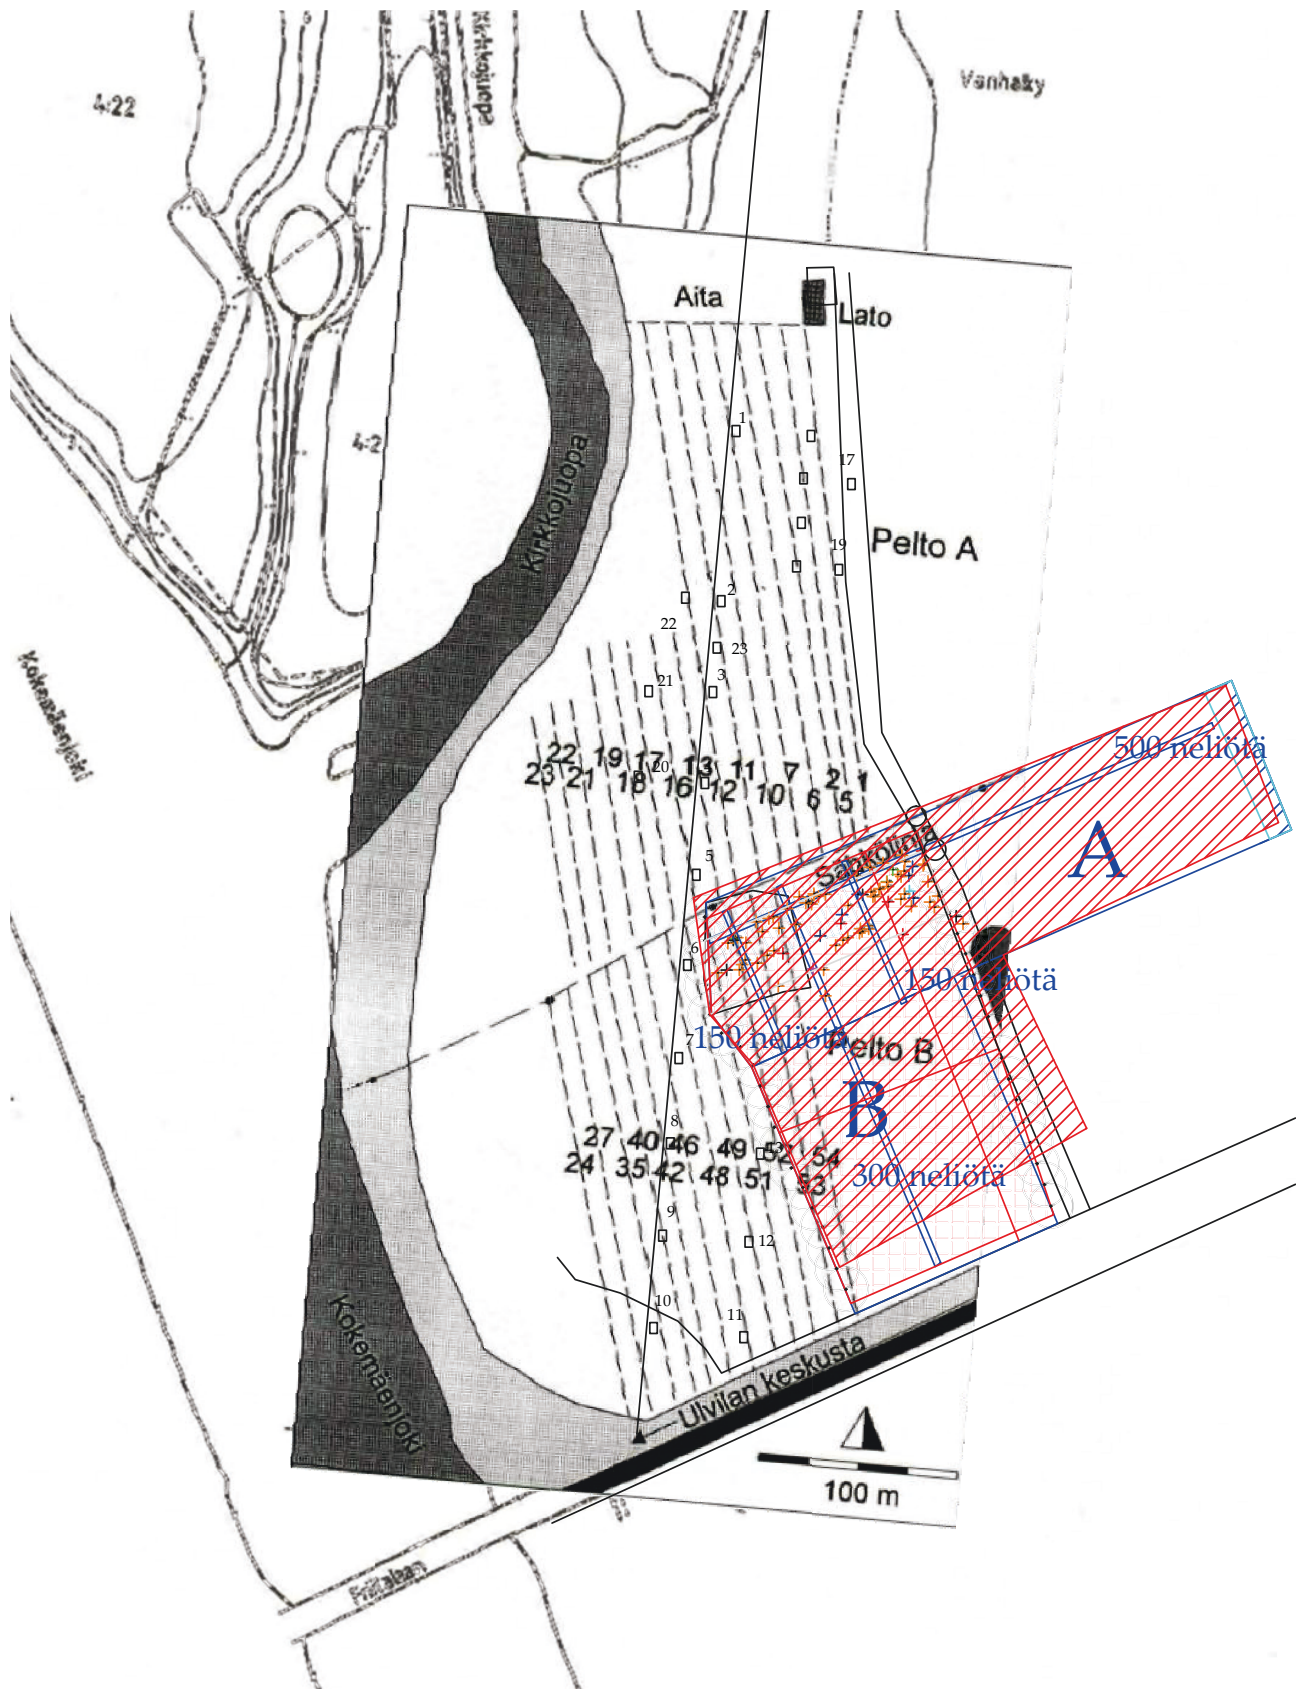 Kirkkojuopa
4:22
Vanhaky
Aita
Lato
1
4:2
17
Kirkkojuopa
Pelto A
19
2
22
23
21
3
Kokemäenjoki
22 19 17 13 11 7 2 1
23 21 18 16 12 10 6 5
20
500 neliötä
A
5
Sähkölinja
6
150 neliötä
7
150 neliötä
Pelto B
B
8
27 40 46 49 52 54
24 35 42 48 51 53
300 neliötä
9
12
10
11
Kokemäenjoki
Ulvilan keskusta
100 m